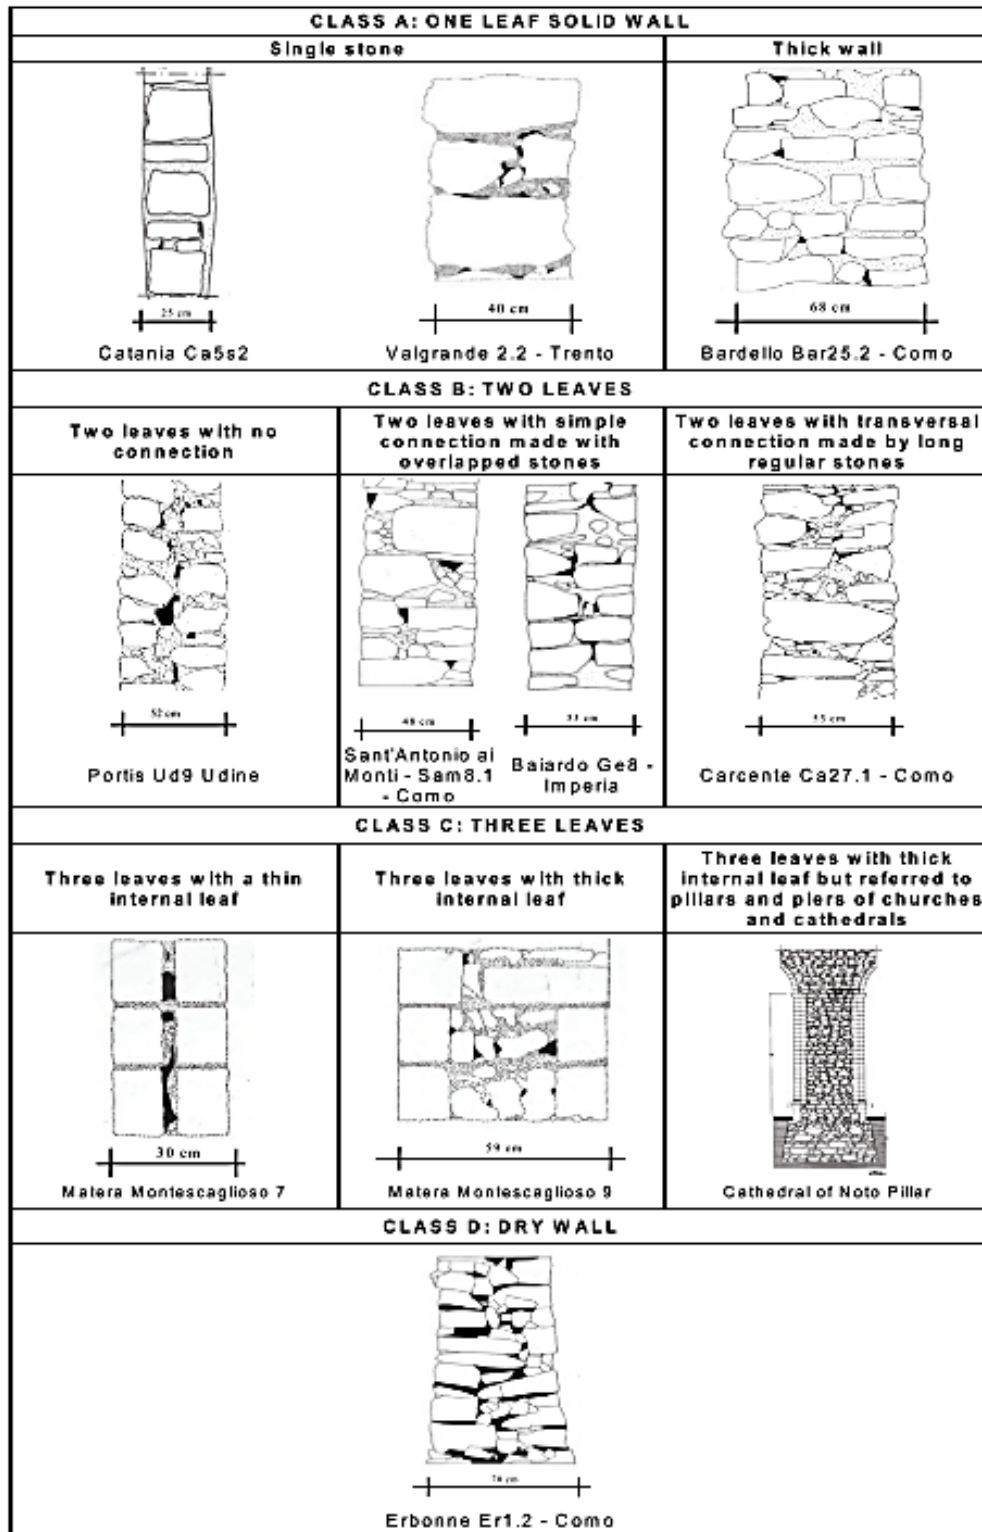 CLASS A: ONE LEAF SOLID WALL
Single stone
Thick wall
25 cm
40 cm
68 cm
Catania Ca5s2
Valgrande 2.2 - Trento
Bardello Bar25.2 - Como
CLASS B: TWO LEAVES
Two leaves with no
connection
Two leaves with simple
connection made with
overlapped stones
Two leaves with transversal
connection made by long
regular stones
52 cm
48 cm
53 cm
Portis Ud9 Udine
Sant'Antonio ai
Monti - Sam8.1
- Como
Baiardo Ge8 -
Imperia
Carcente Ca27.1 - Como
CLASS C: THREE LEAVES
Three leaves with a thin
internal leaf
Three leaves with thick
internal leaf
Three leaves with thick
internal leaf but referred to
pillars and piers of churches
and cathedrals
30 cm
59 cm
Matera Montescaglioso 7
Matera Montescaglioso 9
Cathedral of Noto Pillar
CLASS D: DRY WALL
Erbonne Er1.2 - Como